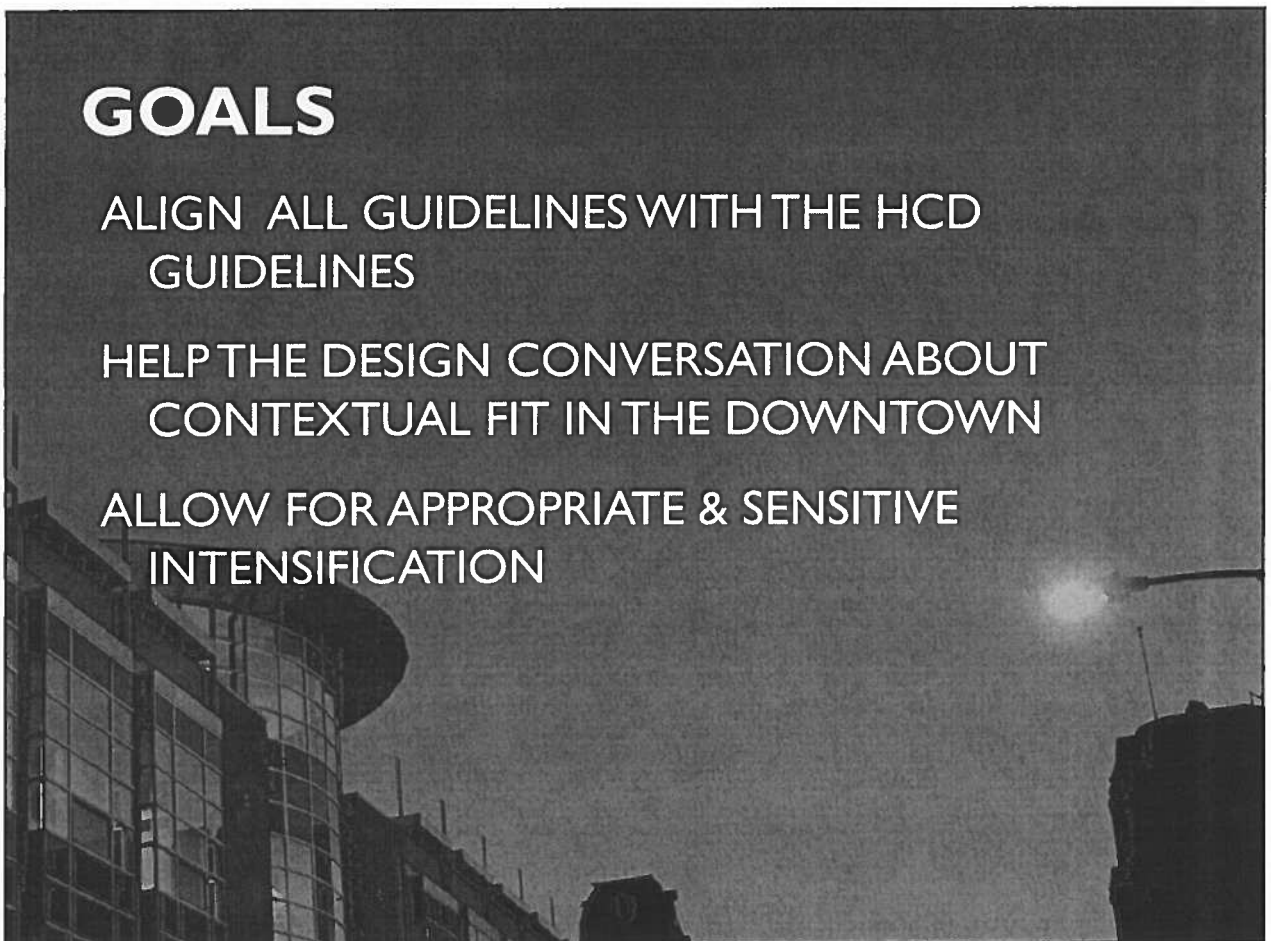 GOALS
ALIGN ALL GUIDELINES WITH THE HCD
GUIDELINES
HELP THE DESIGN CONVERSATION ABOUT
CONTEXTUAL FIT IN THE DOWNTOWN
ALLOW FOR APPROPRIATE & SENSITIVE
INTENSIFICATION